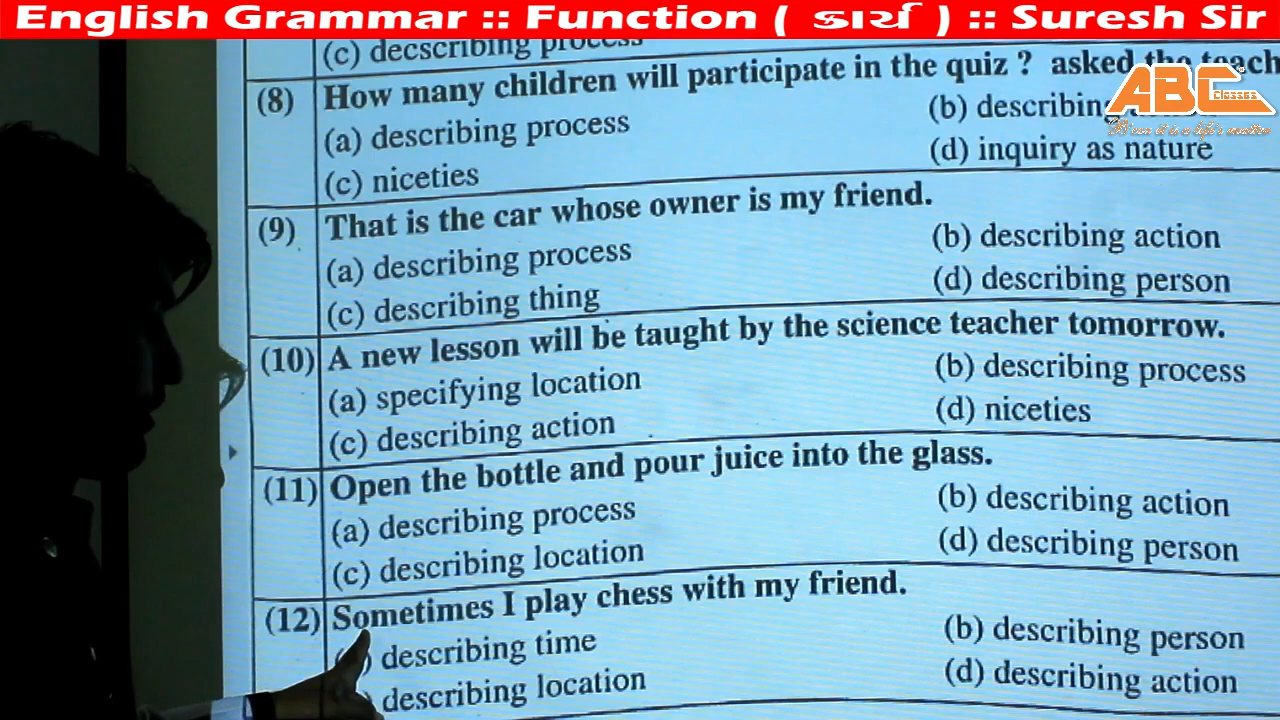 English Grammar :: Function ( કાર્ય ) :: Suresh Sir
(c) decscribing process
(8) How many children will participate in the quiz ? asked the teach
(a) describing process (b) describing
(c) niceties (d) inquiry as nature
ABC
Classes
(9) That is the car whose owner is my friend.
(a) describing process (b) describing action
(c) describing thing (d) describing person
(10) A new lesson will be taught by the science teacher tomorrow.
(a) specifying location (b) describing process
(c) describing action (d) niceties
(11) Open the bottle and pour juice into the glass.
(a) describing process (b) describing action
(c) describing location (d) describing person
(12) Sometimes I play chess with my friend.
describing time (b) describing person
describing location (d) describing action